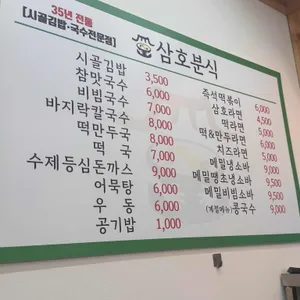 35년 전통
[시골김밥·국수전문점]
삼호분식
시골김밥 3,500
참맛국수 6,000
비빔국수 7,000
바지락칼국수 8,000
떡만두국 8,000
떡 국 7,000
수제등심돈까스 9,000
어묵탕 6,000
우 동 6,000
공기밥 1,000
즉석떡볶이 6,000
삼호라면 4,500
떡라면 5,000
떡&만두라면 5,000
치즈라면 5,000
메밀냉소바 9,000
메밀땡초냉소바 9,500
메밀비빔소바 9,500
(계절메뉴)콩국수 9,000